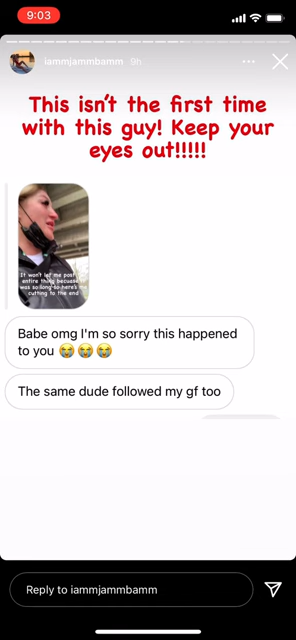 9:03
iammjammbamm 9h
This isn't the first time
with this guy! Keep your
eyes out!!!!!
It won't let me post
entire thing because
was so long so here's me
cutting to the end
Babe omg I'm so sorry this happened
to you 😭😭😭
The same dude followed my gf too
Reply to iammjammbamm